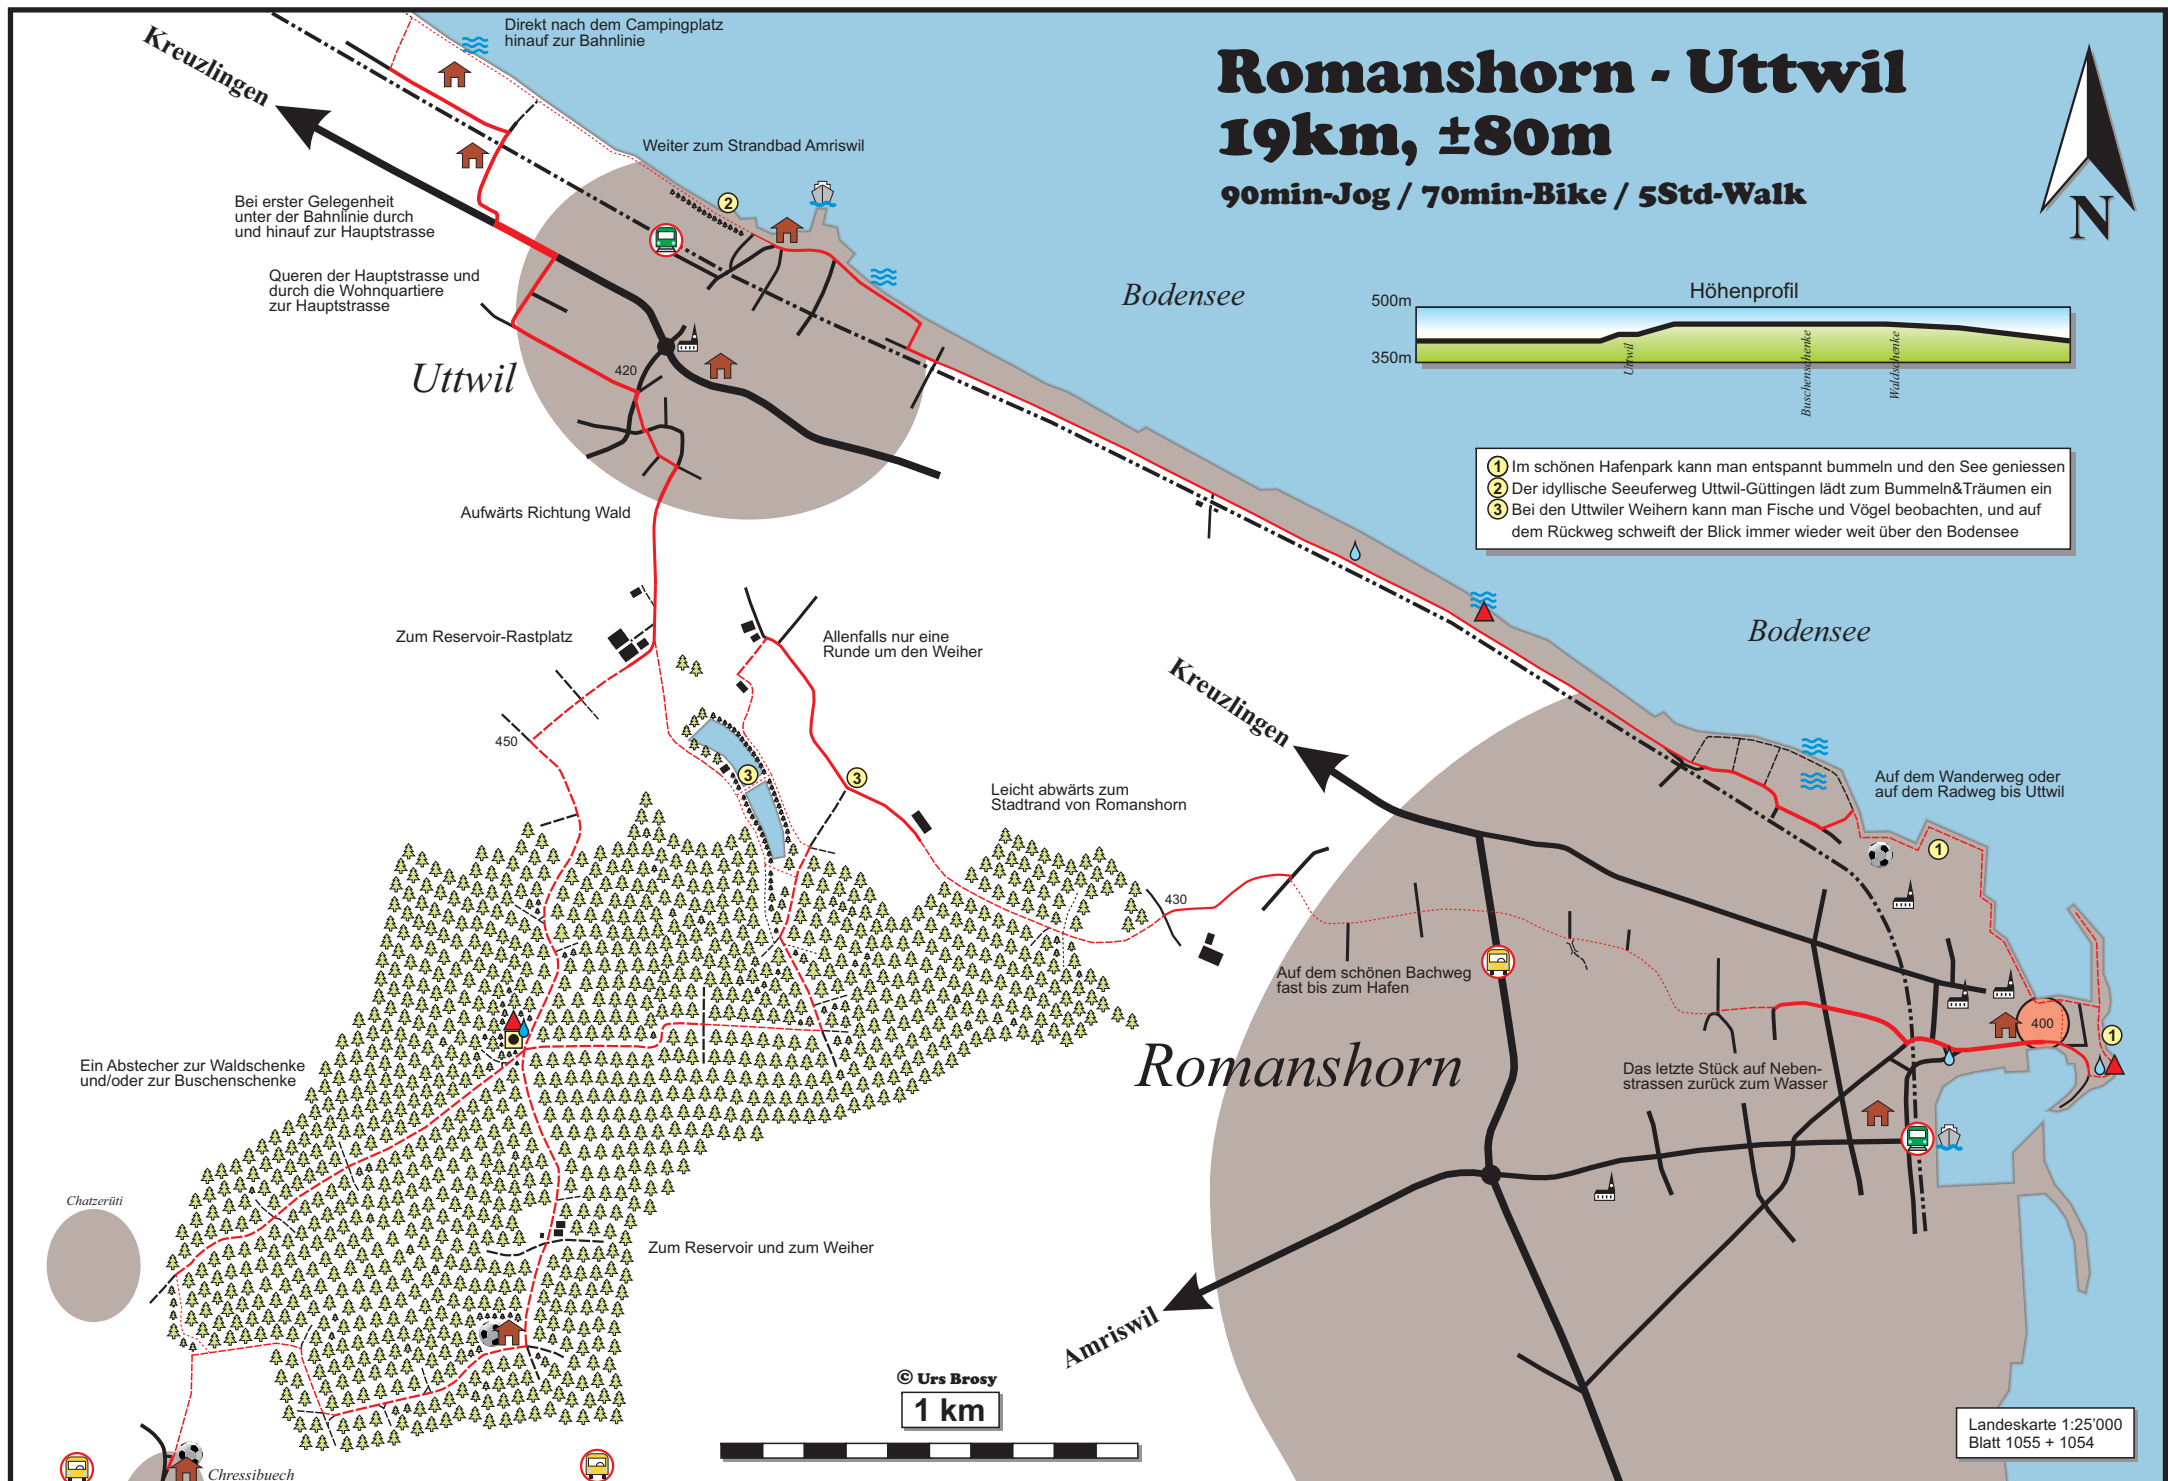 Direkt nach dem Campingplatz
hinauf zur Bahnlinie
Kreuzlingen
Romanshorn - Uttwil
19km, ±80m
90min-Jog / 70min-Bike / 5Std-Walk
N
Weiter zum Strandbad Amriswil
2
Bei erster Gelegenheit
unter der Bahnlinie durch
und hinauf zur Hauptstrasse
Queren der Hauptstrasse und
durch die Wohnquartiere
zur Hauptstrasse
Bodensee
Höhenprofil
500m
350m
Uttwil
Buschenschenke
Waldschenke
Uttwil
420
1 Im schönen Hafenpark kann man entspannt bummeln und den See geniessen
2 Der idyllische Seeuferweg Uttwil-Güttingen lädt zum Bummeln&Träumen ein
3 Bei den Uttwiler Weihern kann man Fische und Vögel beobachten, und auf
dem Rückweg schweift der Blick immer wieder weit über den Bodensee
Aufwärts Richtung Wald
Bodensee
Zum Reservoir-Rastplatz
Allenfalls nur eine
Runde um den Weiher
Kreuzlingen
450
3
3
Leicht abwärts zum
Stadtrand von Romanshorn
Auf dem Wanderweg oder
auf dem Radweg bis Uttwil
1
430
Auf dem schönen Bachweg
fast bis zum Hafen
400
1
Ein Abstecher zur Waldschenke
und/oder zur Buschenschenke
Romanshorn
Das letzte Stück auf Neben-
strassen zurück zum Wasser
Chatzerüti
Zum Reservoir und zum Weiher
Amriswil
© Urs Brosy
1 km
Landeskarte 1:25'000
Blatt 1055 + 1054
Chressibuech